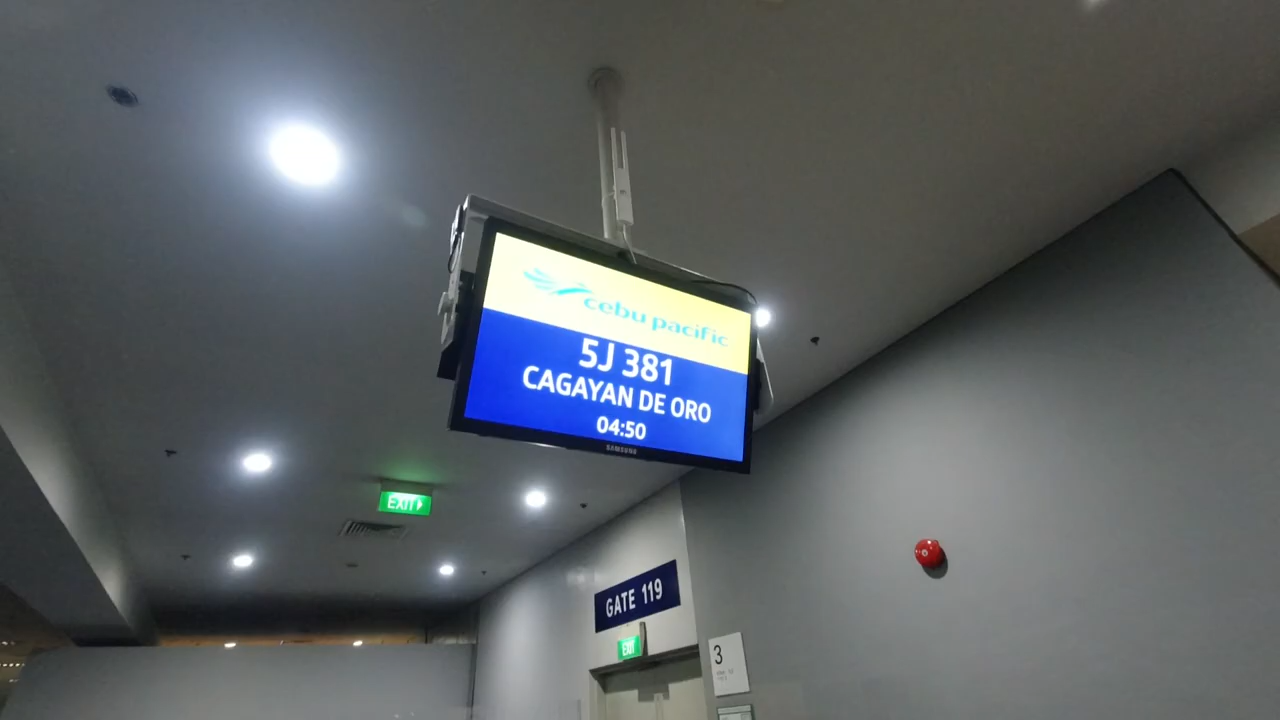 cebu pacific
5J 381
CAGAYAN DE ORO
04:50
SAMSUNG
EXIT
GATE 119
EXIT
3